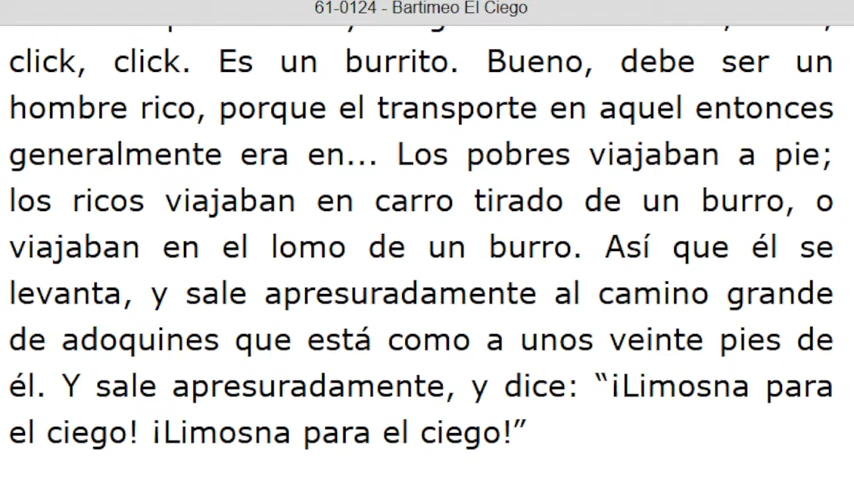 61-0124 - Bartimeo El Ciego
click, click. Es un burrito. Bueno, debe ser un
hombre rico, porque el transporte en aquel entonces
generalmente era en... Los pobres viajaban a pie;
los ricos viajaban en carro tirado de un burro, o
viajaban en el lomo de un burro. Así que él se
levanta, y sale apresuradamente al camino grande
de adoquines que está como a unos veinte pies de
él. Y sale apresuradamente, y dice: “¡Limosna para
el ciego! ¡Limosna para el ciego!”